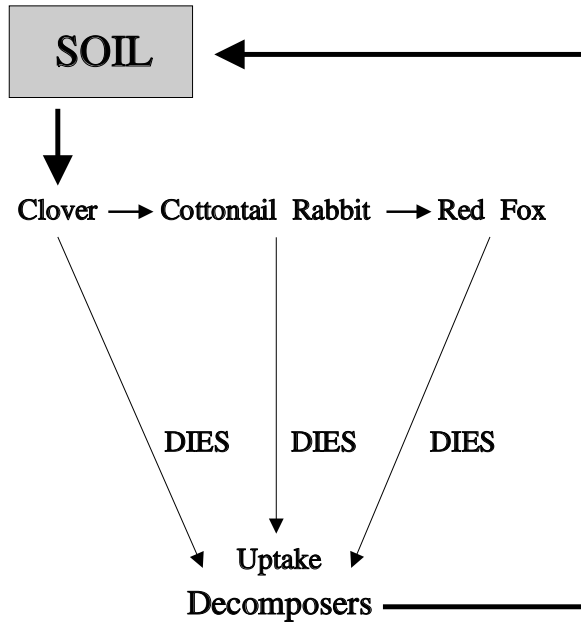 SOIL
Clover Cottontail Rabbit Red Fox
DIES DIES DIES
Uptake
Decomposers